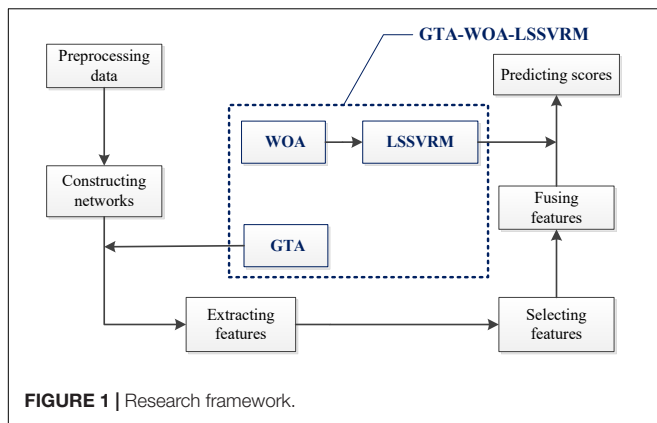 GTA-WOA-LSSVRM
Preprocessing
data
Predicting scores
WOA
LSSVRM
Constructing
networks
Fusing
features
GTA
Extracting
features
Selecting
features
FIGURE 1 | Research framework.